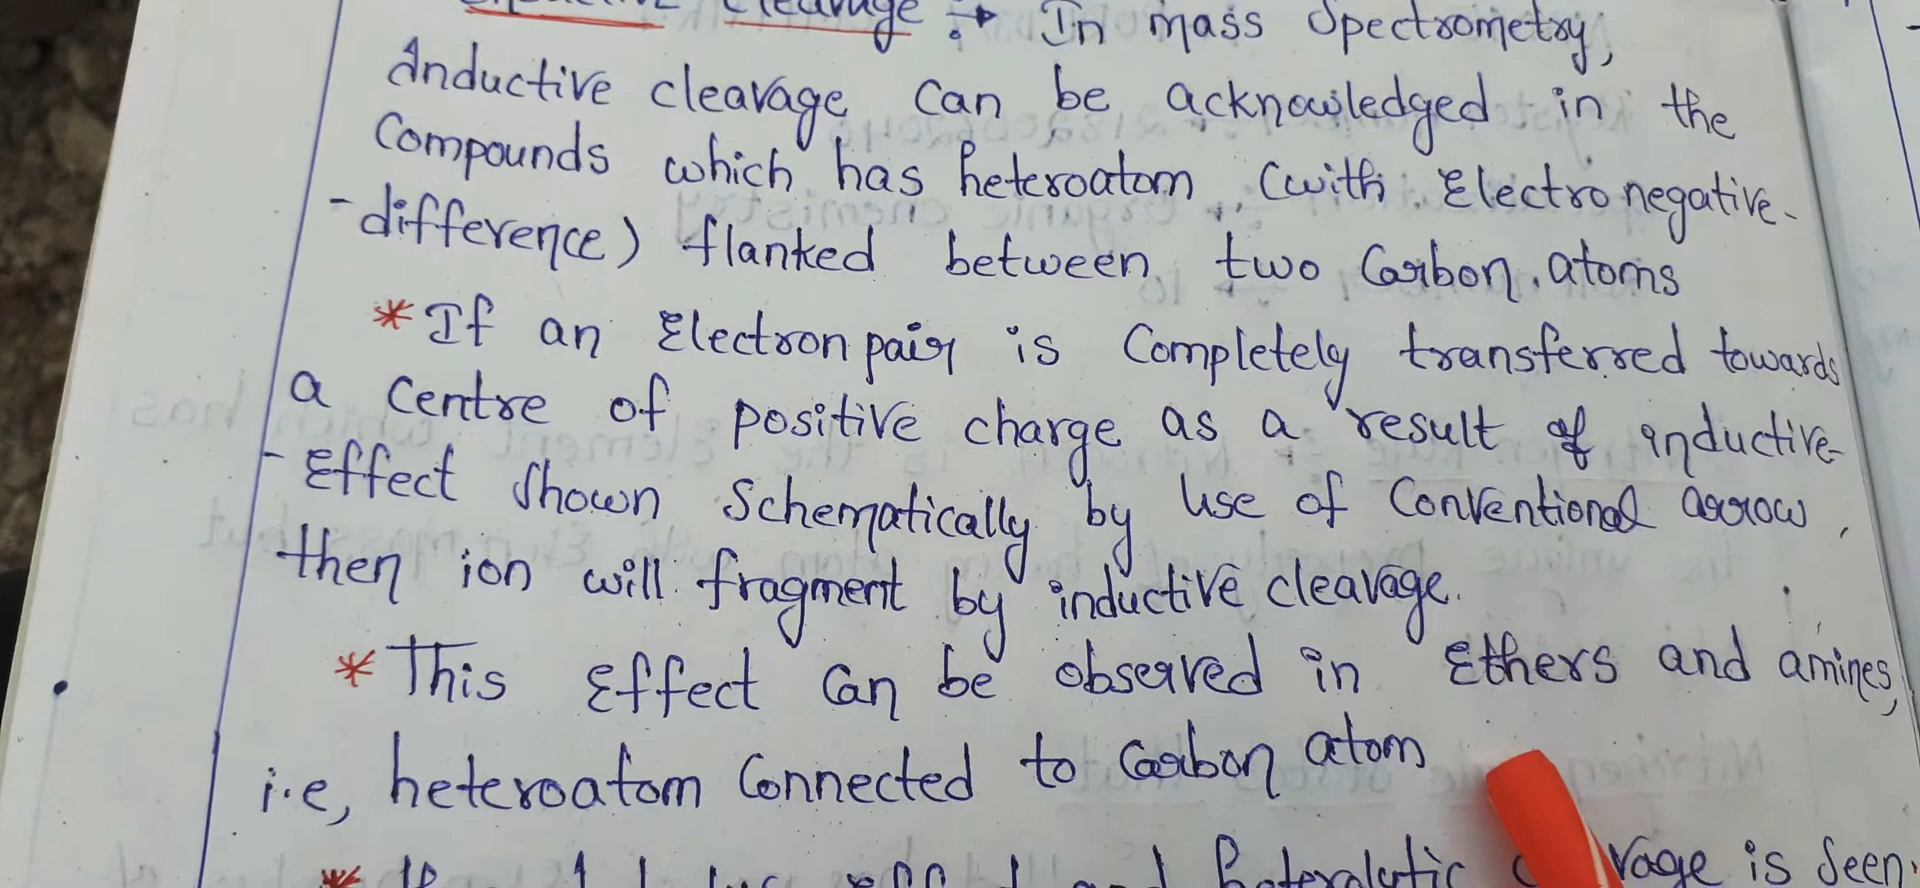 Inductive Cleavage :→ In mass Spectrometry,
Inductive cleavage can be acknowledged in the
Compounds which has heteroatom (with Electronegative-
-difference) flanked between two Carbon atoms
*If an Electron pair is Completely transferred towards
a centre of positive charge as a result of inductive-
-Effect shown schematically by use of Conventional arrow,
then ion will fragment by inductive cleavage.
*This Effect can be observed in Ethers and amines,
i.e, heteroatom Connected to Carbon atom
and heterolytic is seen